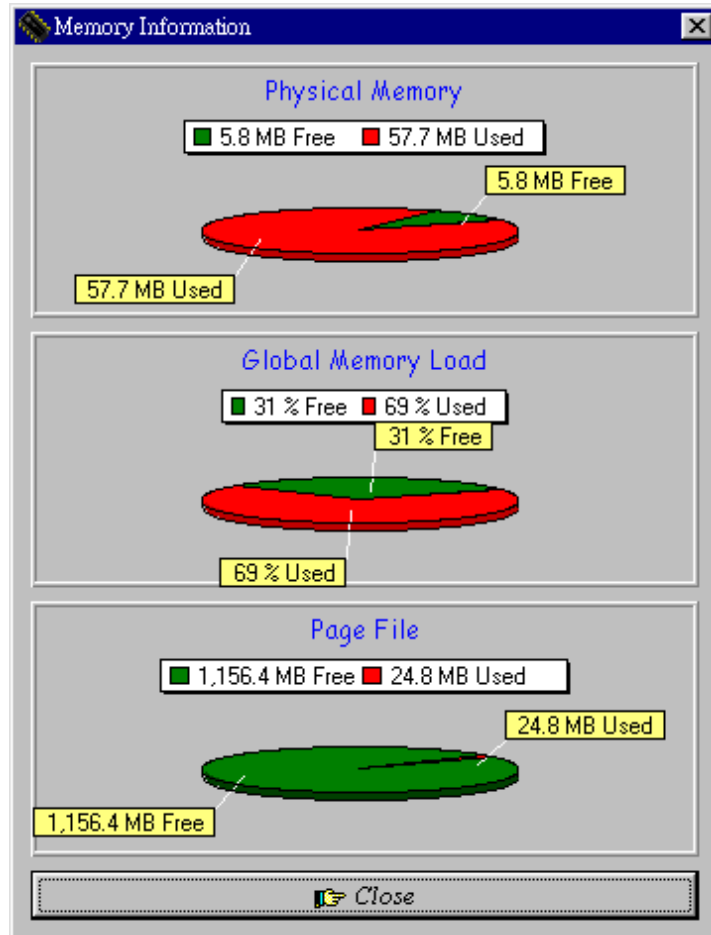 Memory Information
Physical Memory
5.8 MB Free 57.7 MB Used
5.8 MB Free
57.7 MB Used
Global Memory Load
31 % Free 69 % Used
31 % Free
69 % Used
Page File
1,156.4 MB Free 24.8 MB Used
24.8 MB Used
1,156.4 MB Free
Close